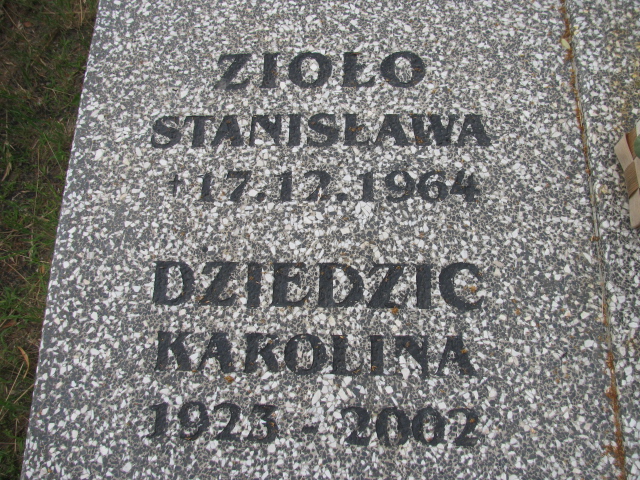 ZIOŁO
STANISŁAWA
+17.12.1964
DZIEDZIC
KAROLINA
1923 - 2002